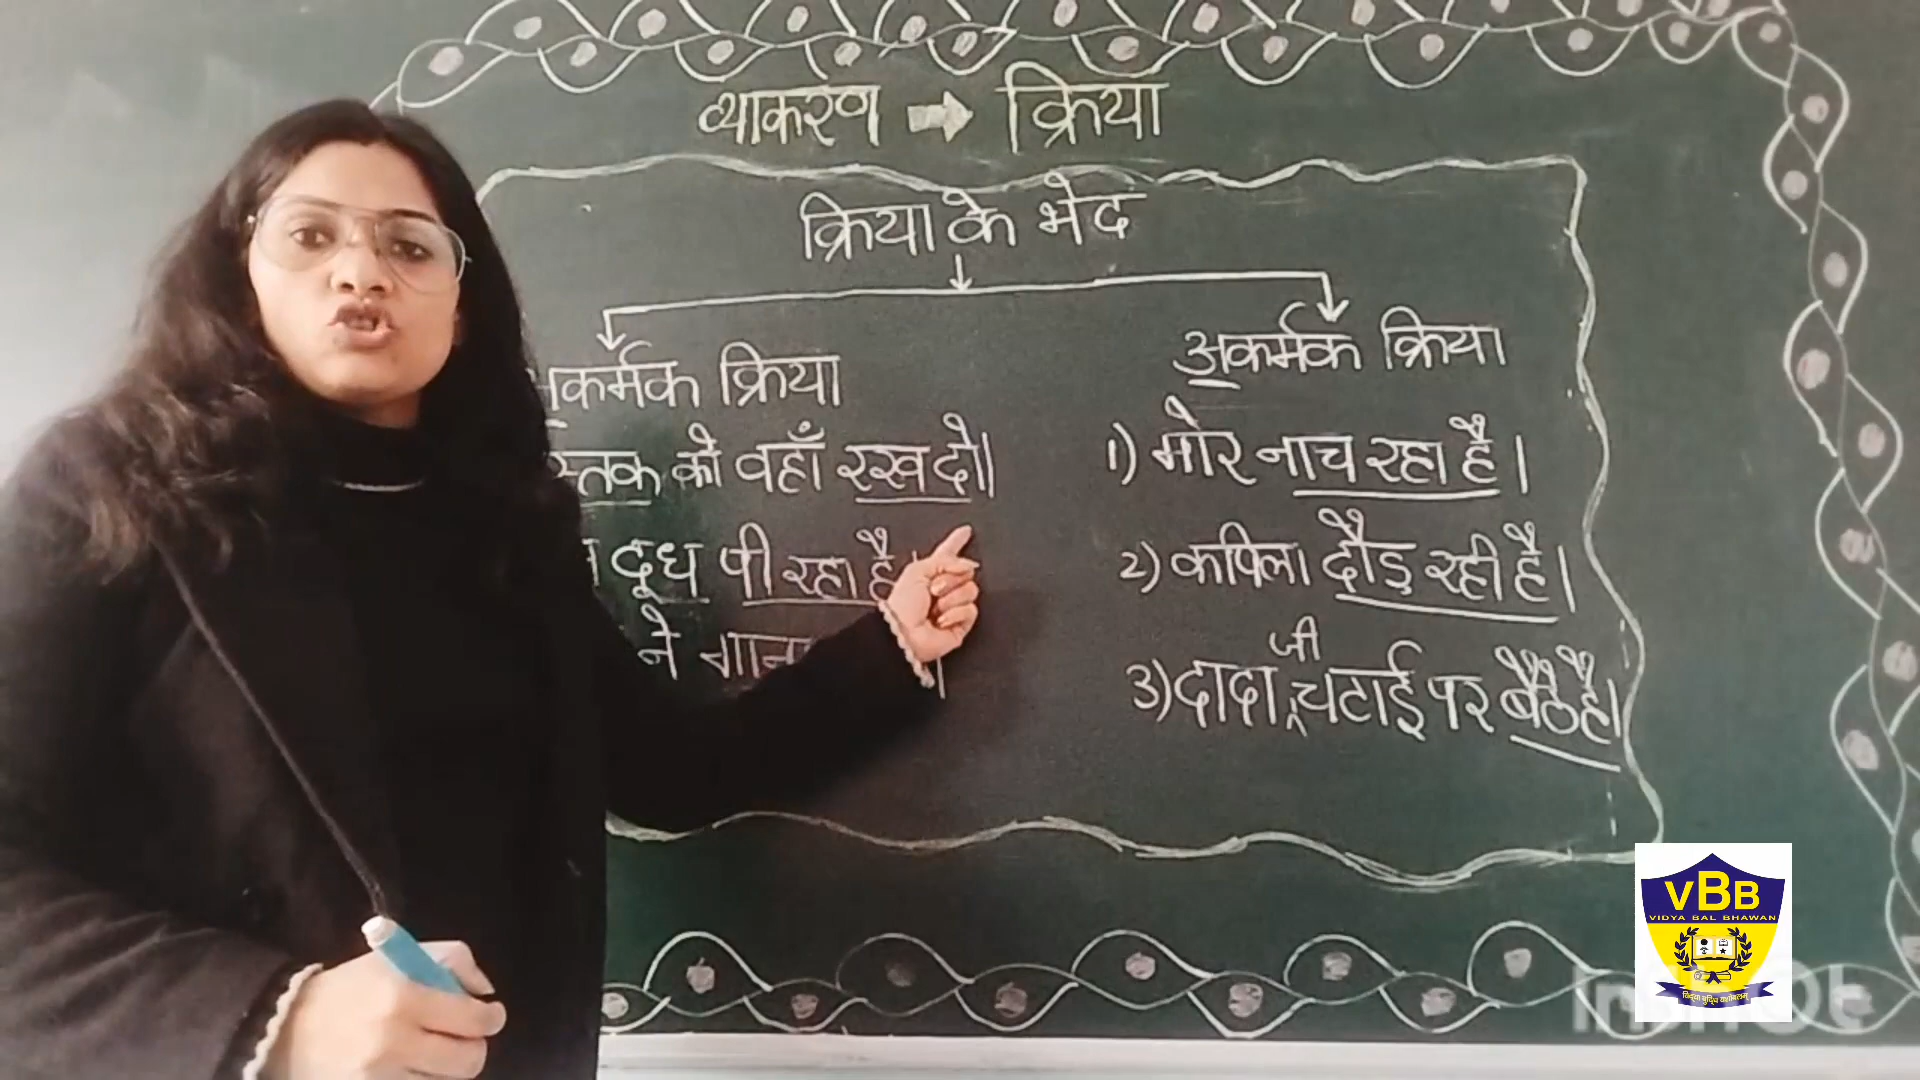 व्याकरण → क्रिया
क्रिया के भेद
कर्मक क्रिया
स्तक को वहाँ रख दो।
दूध पी रहा है
ने गाना
अकर्मक क्रिया
1) मोर नाच रहा है।
2) कपिला दौड़ रही है।
3) दादा जी चटाई पर बैठे है।
VBB
VIDYA BAL BHAWAN